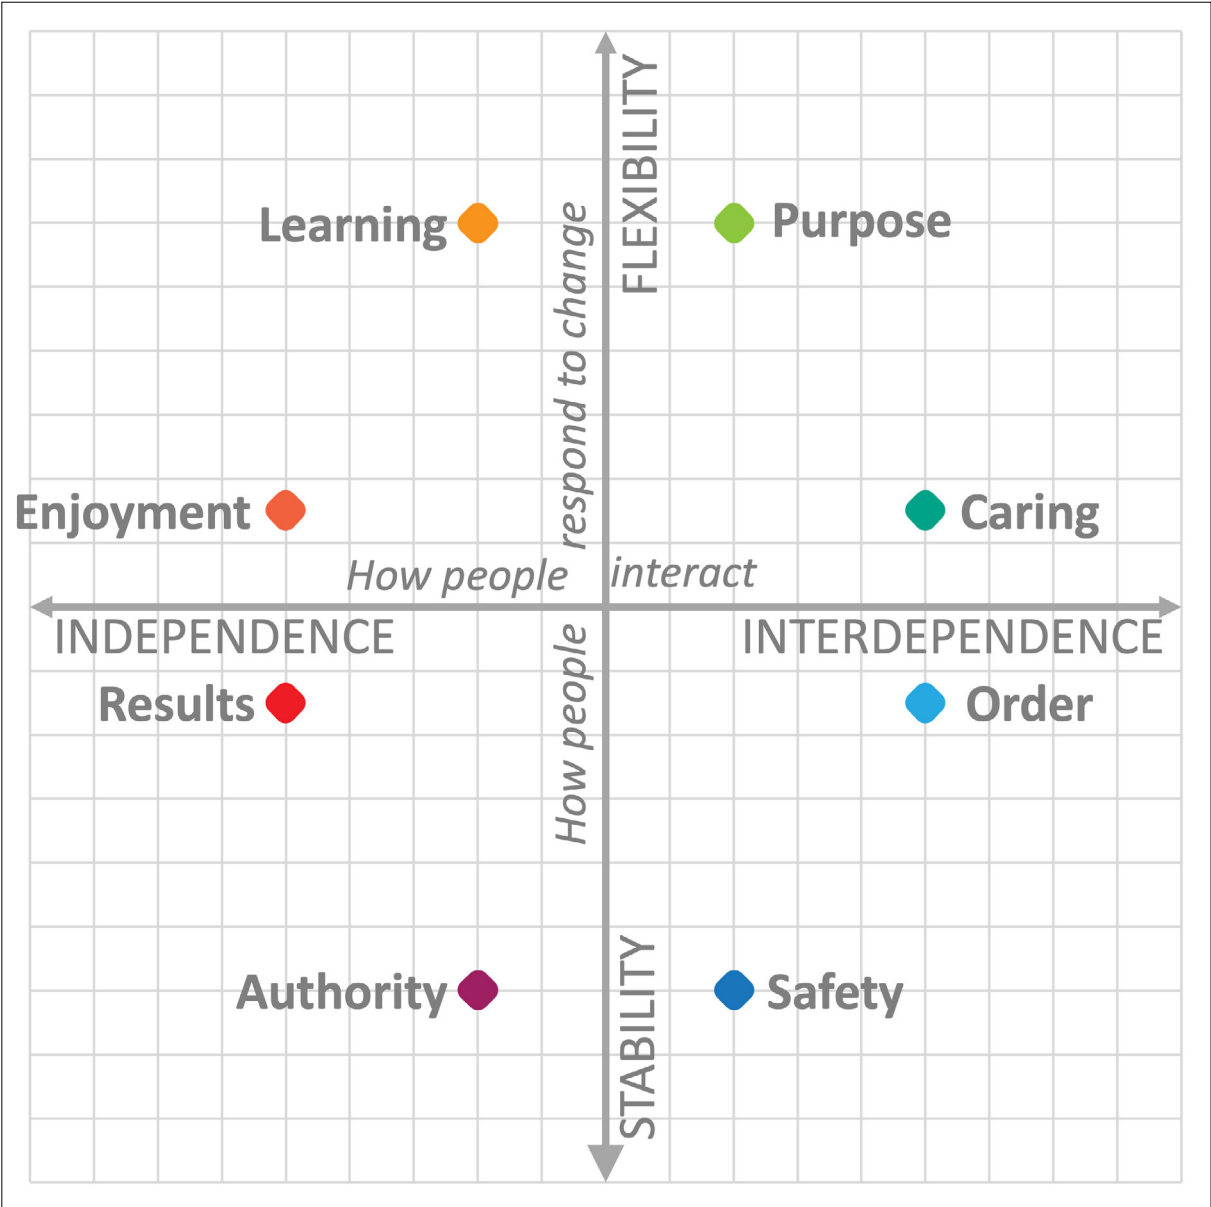 FLEXIBILITY
Learning
Purpose
respond to change
Enjoyment
Caring
How people interact
INDEPENDENCE
INTERDEPENDENCE
How people
Results
Order
Authority
Safety
STABILITY